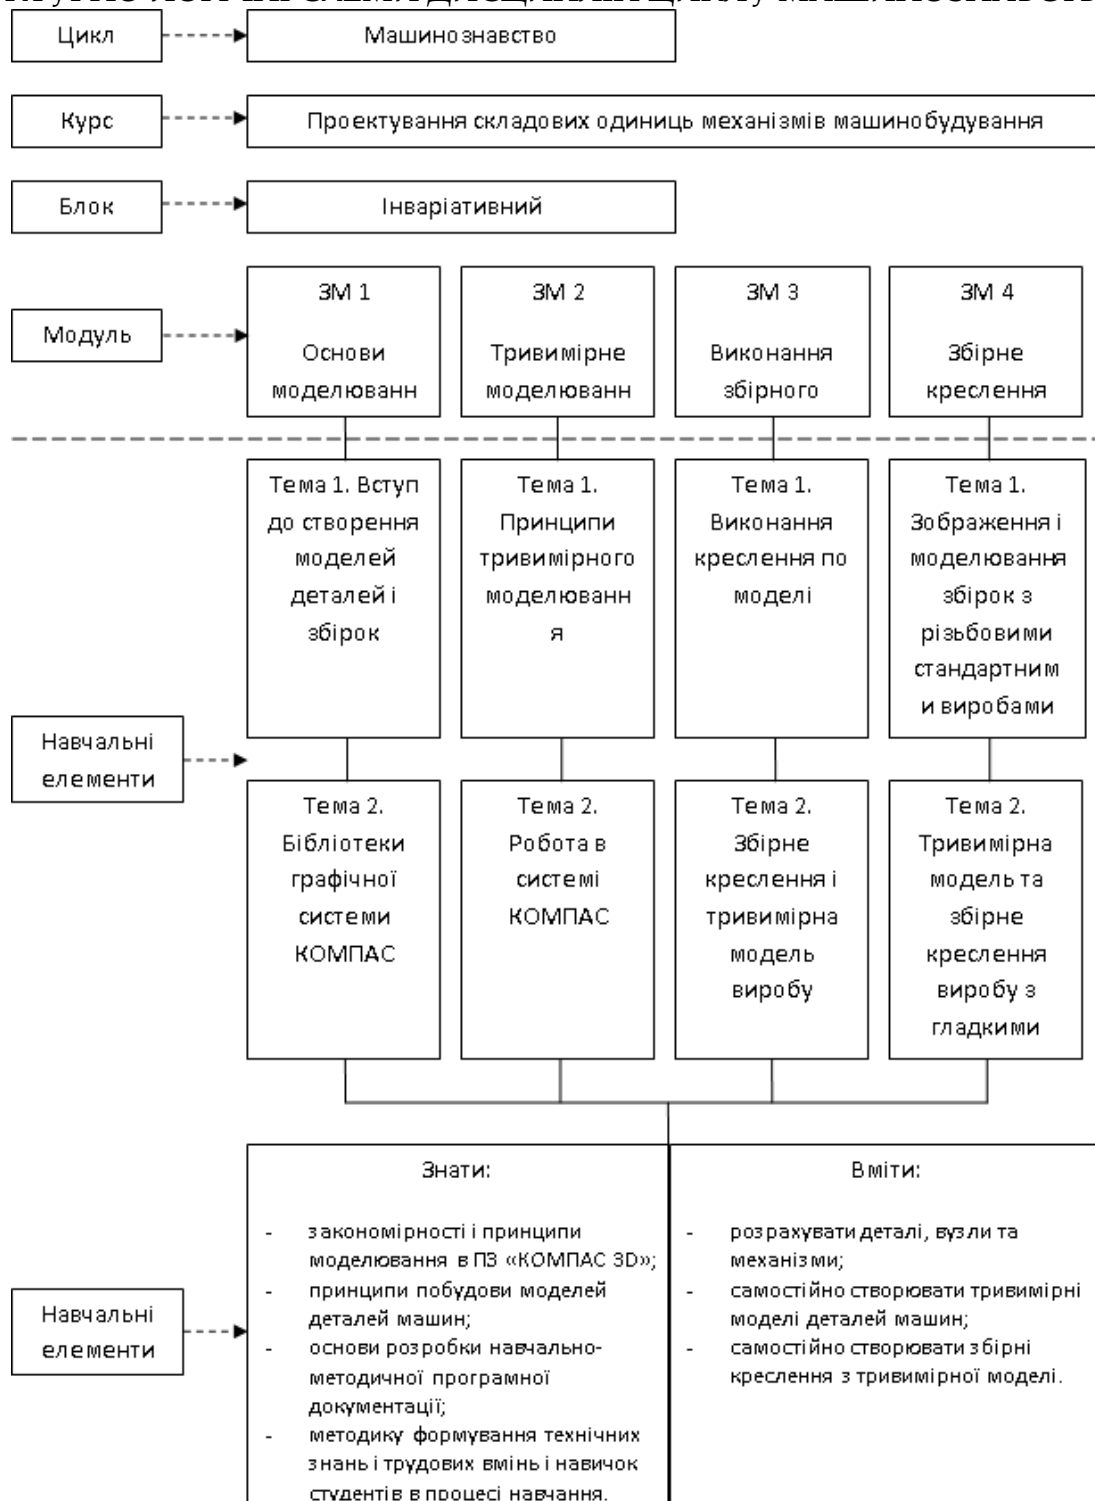 Цикл
Машинознавство
Курс
Проектування складових одиниць механізмів машинобудування
Блок
Інваріативний
Модуль
ЗМ 1
Основи
моделюванн
ЗМ 2
Тривимірне
моделюванн
ЗМ 3
Виконання
збірного
ЗМ 4
Збірне
креслення
Навчальні
елементи
Тема 1. Вступ
до створення
моделей
деталей і
збірок
Тема 1.
Принципи
тривимірного
моделюванн
я
Тема 1.
Виконання
креслення по
моделі
Тема 1.
Зображення і
моделювання
збірок з
різьбовими
стандартним
и виробами
Тема 2.
Бібліотеки
графічної
системи
КОМПАС
Тема 2.
Робота в
системі
КОМПАС
Тема 2.
Збірне
креслення і
тривимірна
модель
виробу
Тема 2.
Тривимірна
модель та
збірне
креслення
виробу з
гладкими
Навчальні
елементи
Знати:
- закономірності і принципи
моделювання в ПЗ «КОМПАС 3D»;
- принципи побудови моделей
деталей машин;
- основи розробки навчально-
методичної програмної
документації;
- методику формування технічних
знань і трудових вмінь і навичок
студентів в процесі навчання.
Вміти:
- розрахувати деталі, вузли та
механізми;
- самостійно створювати тривимірні
моделі деталей машин;
- самостійно створювати збірні
креслення з тривимірної моделі.